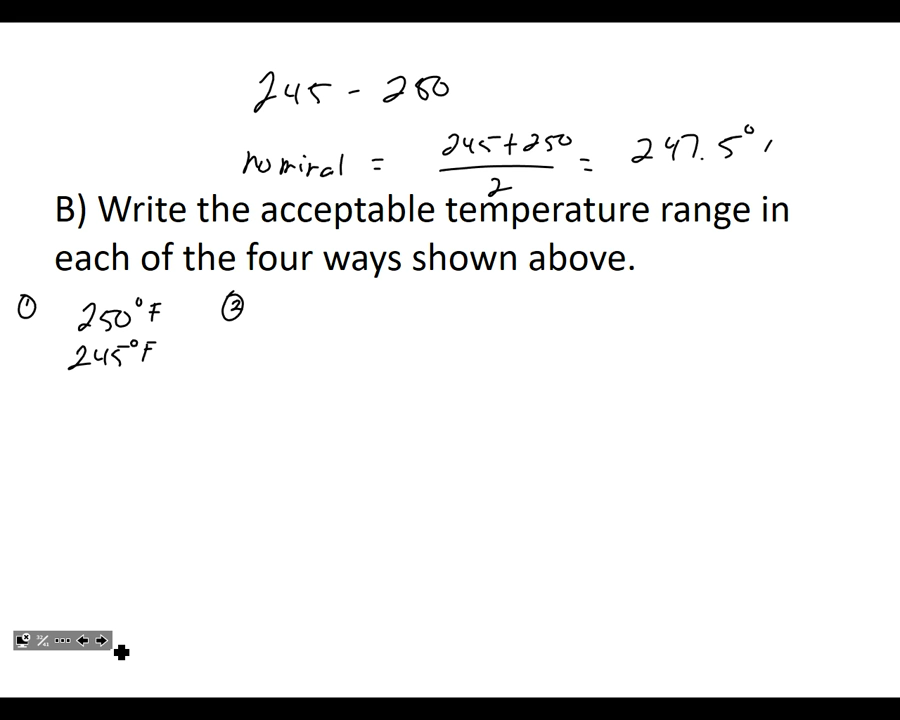 245 - 250
nominal = 245+250 / 2 = 247.5°
B) Write the acceptable temperature range in
each of the four ways shown above.
① 250°F ②
245°F